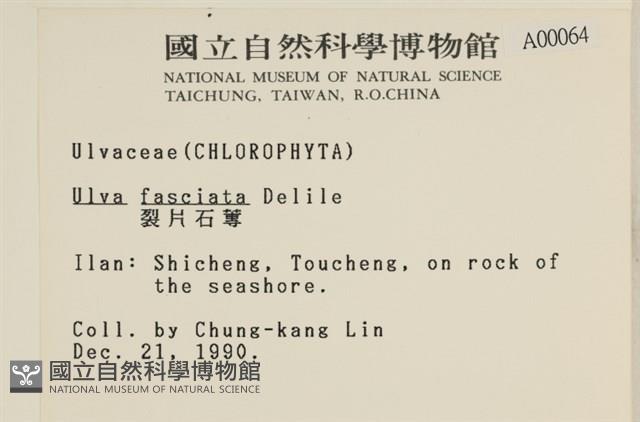 國立自然科學博物館
A00064
NATIONAL MUSEUM OF NATURAL SCIENCE
TAICHUNG, TAIWAN, R.O.CHINA
Ulvaceae(CHLOROPHYTA)
Ulva fasciata Delile
裂片石蓴
Ilan: Shicheng, Toucheng, on rock of
the seashore.
Coll. by Chung-kang Lin
Dec. 21, 1990.
國立自然科學博物館
NATIONAL MUSEUM OF NATURAL SCIENCE